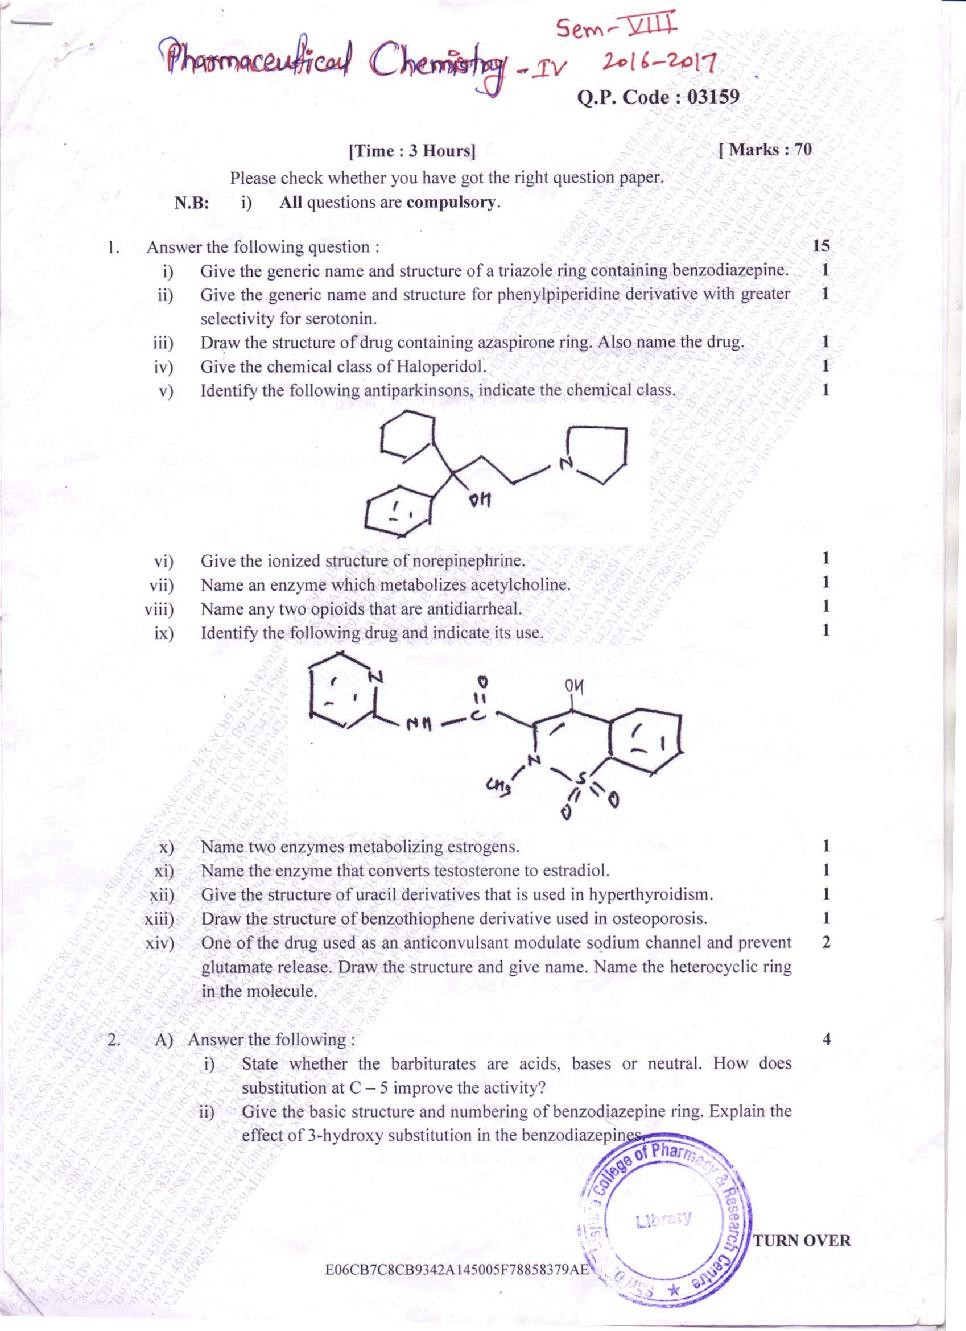 Sem-VIII
Pharmaceutical Chemistry-IV 2016-2017
Q.P. Code : 03159
[Time : 3 Hours] [ Marks : 70
Please check whether you have got the right question paper.
N.B: i) All questions are compulsory.
1. Answer the following question : 15
i) Give the generic name and structure of a triazole ring containing benzodiazepine. 1
ii) Give the generic name and structure for phenylpiperidine derivative with greater 1
selectivity for serotonin.
iii) Draw the structure of drug containing azaspirone ring. Also name the drug. 1
iv) Give the chemical class of Haloperidol. 1
v) Identify the following antiparkinsons, indicate the chemical class. 1
N
OH
vi) Give the ionized structure of norepinephrine. 1
vii) Name an enzyme which metabolizes acetylcholine. 1
viii) Name any two opioids that are antidiarrheal. 1
ix) Identify the following drug and indicate its use. 1
N O OH
NH C
N
CH3 S
O O
x) Name two enzymes metabolizing estrogens. 1
xi) Name the enzyme that converts testosterone to estradiol. 1
xii) Give the structure of uracil derivatives that is used in hyperthyroidism. 1
xiii) Draw the structure of benzothiophene derivative used in osteoporosis. 1
xiv) One of the drug used as an anticonvulsant modulate sodium channel and prevent 2
glutamate release. Draw the structure and give name. Name the heterocyclic ring
in the molecule.
2. A) Answer the following : 4
i) State whether the barbiturates are acids, bases or neutral. How does
substitution at C – 5 improve the activity?
ii) Give the basic structure and numbering of benzodiazepine ring. Explain the
effect of 3-hydroxy substitution in the benzodiazepines.
College of Pharmacy & Research Centre
Library
TURN OVER
E06CB7C8CB9342A145005F78858379AE